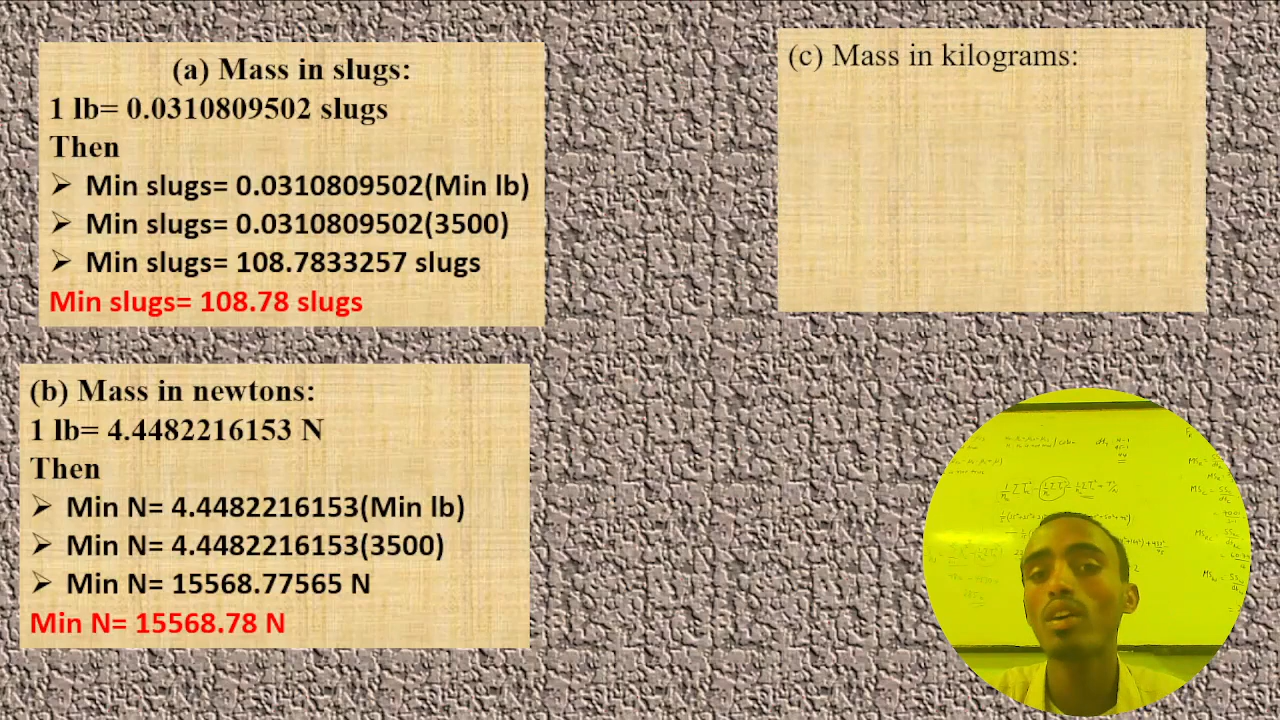 (a) Mass in slugs:
1 lb= 0.0310809502 slugs
Then
➢ Min slugs= 0.0310809502(Min lb)
➢ Min slugs= 0.0310809502(3500)
➢ Min slugs= 108.7833257 slugs
Min slugs= 108.78 slugs
(b) Mass in newtons:
1 lb= 4.4482216153 N
Then
➢ Min N= 4.4482216153(Min lb)
➢ Min N= 4.4482216153(3500)
➢ Min N= 15568.77565 N
Min N= 15568.78 N
(c) Mass in kilograms: